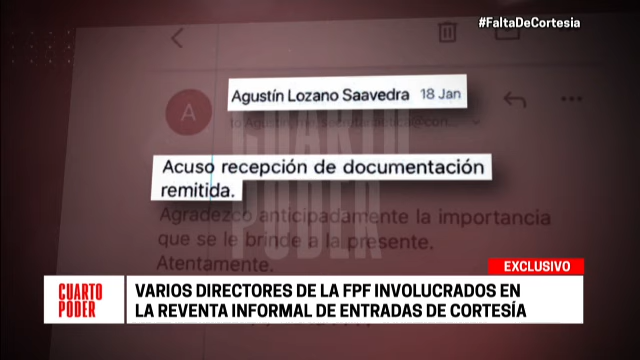 #FaltaDeCortesia
Agustín Lozano Saavedra 18 Jan
A
Acuso recepción de documentación
remitida.
CUARTO
PODER
Agradezco anticipadamente la importancia
que se le brinde a la presente.
Atentamente.
EXCLUSIVO
CUARTO
PODER
VARIOS DIRECTORES DE LA FPF INVOLUCRADOS EN
LA REVENTA INFORMAL DE ENTRADAS DE CORTESÍA